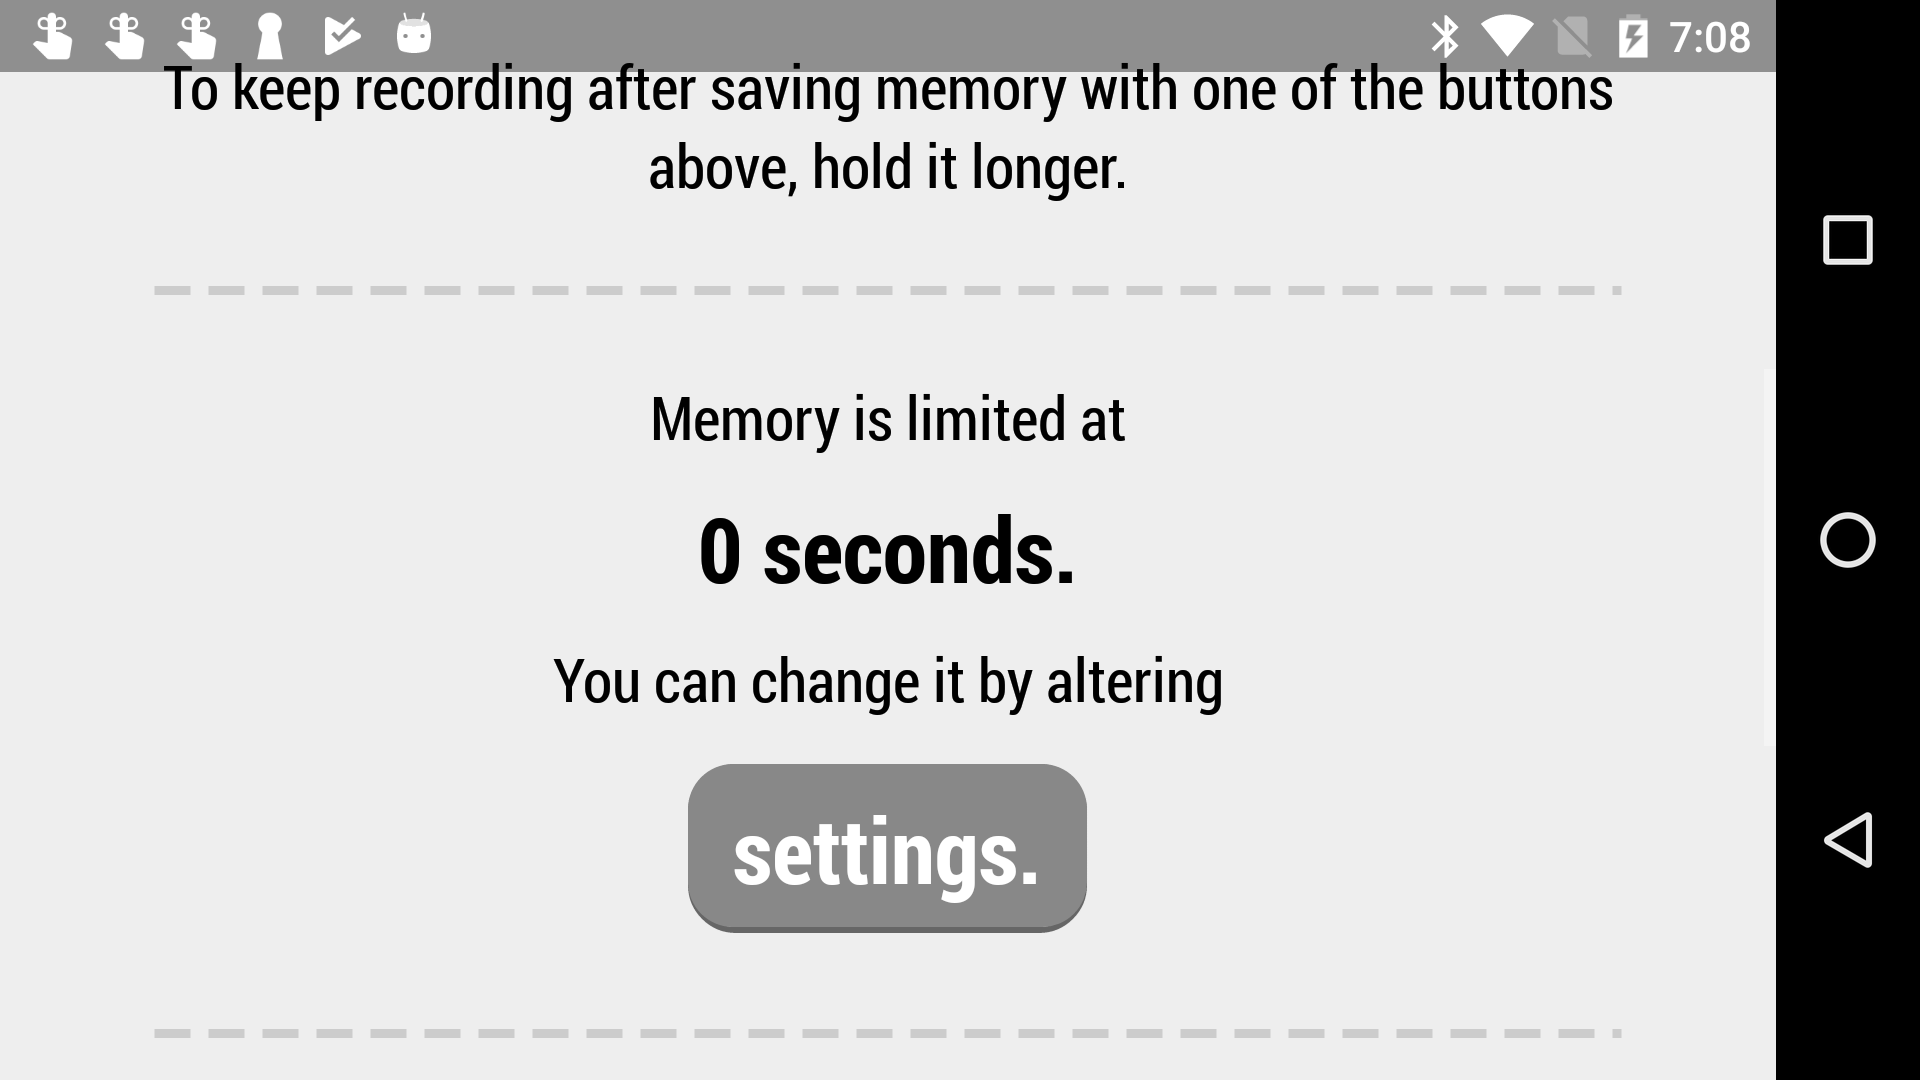 7:08
To keep recording after saving memory with one of the buttons
above, hold it longer.
Memory is limited at
0 seconds.
You can change it by altering
settings.